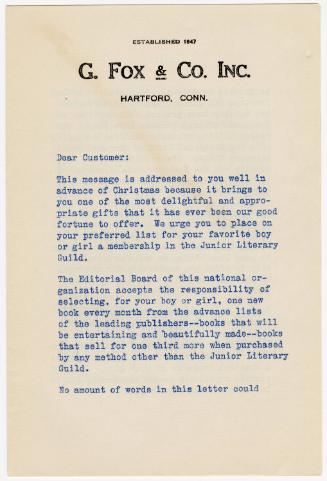 ESTABLISHED 1847
G. FOX & CO. INC.
HARTFORD, CONN.
Dear Customer:
This message is addressed to you well in
advance of Christmas because it brings to
you one of the most delightful and appro-
priate gifts that it has ever been our good
fortune to offer. We urge you to place on
your preferred list for your favorite boy
or girl a membership in the Junior Literary
Guild.
The Editorial Board of this national or-
ganization accepts the responsibility of
selecting, for your boy or girl, one new
book every month from the advance lists
of the leading publishers--books that will
be entertaining and beautifully made--books
that sell for one third more when purchased
by any method other than the Junior Literary
Guild.
No amount of words in this letter could